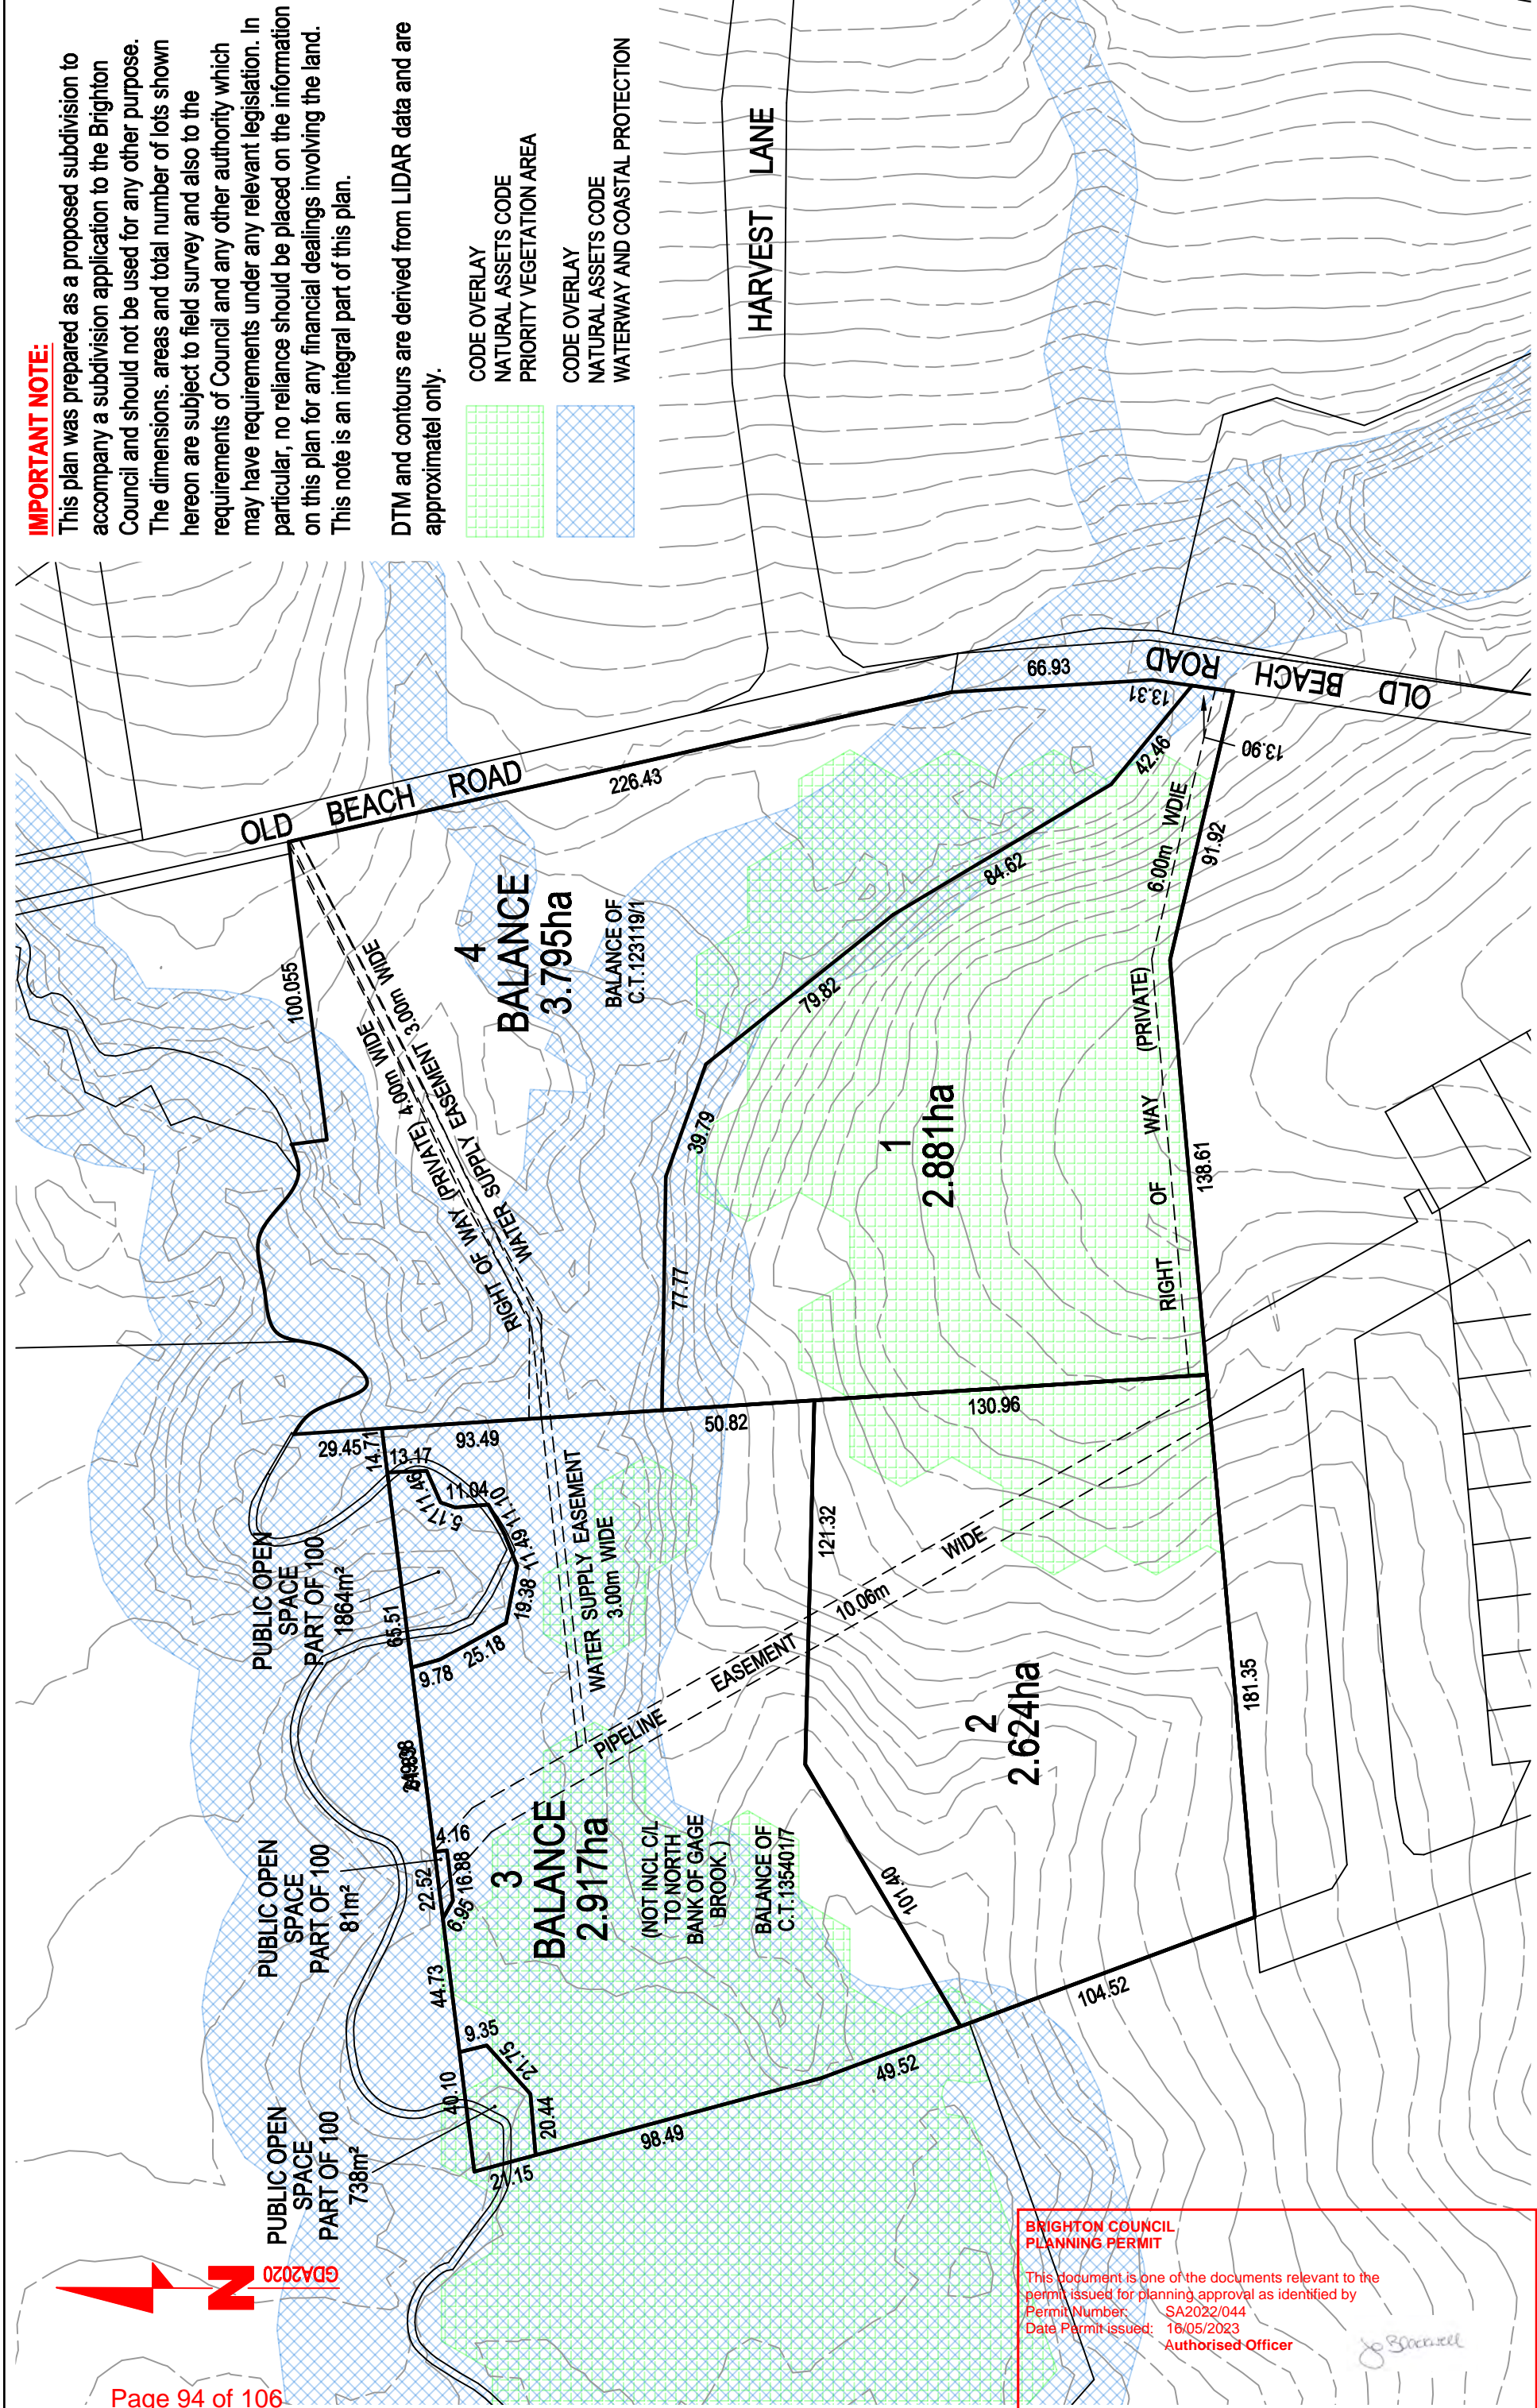 IMPORTANT NOTE:
This plan was prepared as a proposed subdivision to
accompany a subdivision application to the Brighton
Council and should not be used for any other purpose.
The dimensions. areas and total number of lots shown
hereon are subject to field survey and also to the
requirements of Council and any other authority which
may have requirements under any relevant legislation. In
particular, no reliance should be placed on the information
on this plan for any financial dealings involving the land.
This note is an integral part of this plan.
DTM and contours are derived from LIDAR data and are
approximatel only.
CODE OVERLAY
NATURAL ASSETS CODE
PRIORITY VEGETATION AREA
CODE OVERLAY
NATURAL ASSETS CODE
WATERWAY AND COASTAL PROTECTION
HARVEST LANE
OLD BEACH ROAD
OLD BEACH ROAD
226.43
66.93
13.31
13.90
42.46
84.62
79.82
39.79
77.77
91.92
138.61
6.00m WDIE
RIGHT OF WAY (PRIVATE)
100.055
RIGHT OF WAY (PRIVATE) 4.00m WIDE
WATER SUPPLY EASEMENT 3.00m WIDE
4
BALANCE
3.795ha
BALANCE OF
C.T.123119/1
1
2.881ha
29.45
93.49
50.82
130.96
14.71
13.17
11.46
5.17
11.04
11.10
11.49
19.38
25.18
9.78
65.51
PUBLIC OPEN
SPACE
PART OF 100
1864m²
WATER SUPPLY EASEMENT
3.00m WIDE
121.32
PIPELINE EASEMENT 10.06m WIDE
101.40
181.35
104.52
2
2.624ha
PUBLIC OPEN
SPACE
PART OF 100
81m²
4.16
22.52
16.88
6.95
44.73
3
BALANCE
2.917ha
(NOT INCL C/L
TO NORTH
BANK OF GAGE
BROOK. )
BALANCE OF
C.T.135401/7
9.35
21.75
40.10
20.44
21.15
98.49
49.52
PUBLIC OPEN
SPACE
PART OF 100
738m²
N
GDA2020
BRIGHTON COUNCIL
PLANNING PERMIT
This document is one of the documents relevant to the
permit issued for planning approval as identified by
Permit Number: SA2022/044
Date Permit issued: 16/05/2023
Authorised Officer
Jo Blackwell
Page 94 of 106